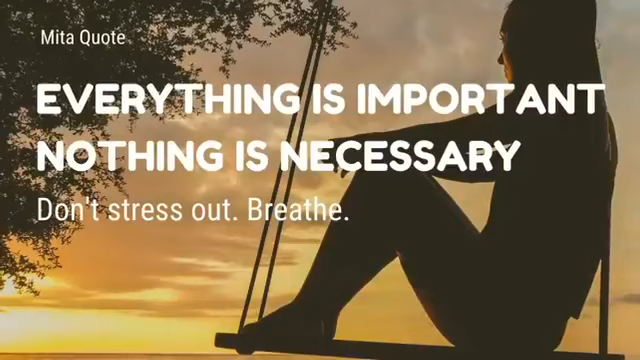 Mita Quote
EVERYTHING IS IMPORTANT
NOTHING IS NECESSARY
Don't stress out. Breathe.